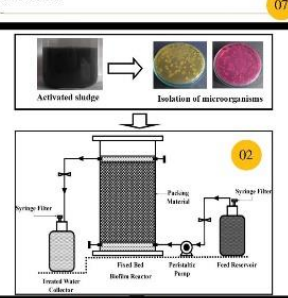 07
Activated sludge
Isolation of microorganisms
02
Packing
Material
Syringe Filter
Syringe Filter
Treated Water
Collector
Fixed Bed
Biofilm Reactor
Peristaltic
Pump
Feed Reservoir